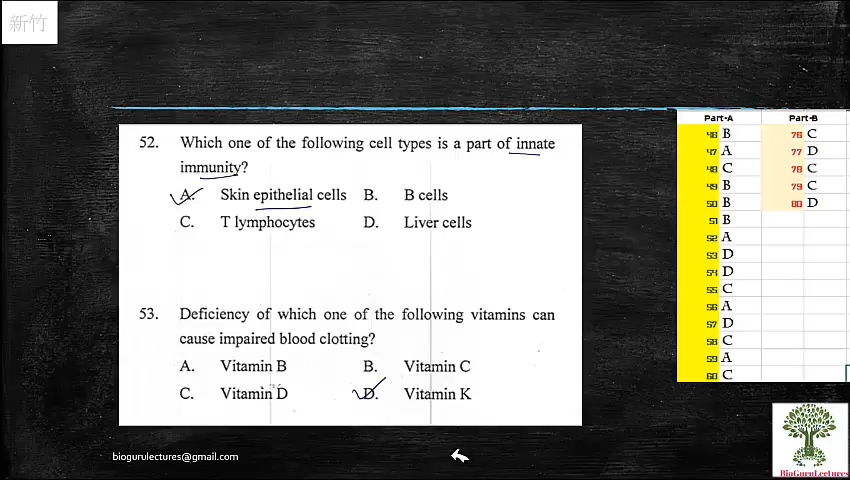 新竹
52. Which one of the following cell types is a part of innate
immunity?
A. Skin epithelial cells B. B cells
C. T lymphocytes D. Liver cells
53. Deficiency of which one of the following vitamins can
cause impaired blood clotting?
A. Vitamin B B. Vitamin C
C. Vitamin D D. Vitamin K
Part-A Part-B
46 B 76 C
47 A 77 D
48 C 78 C
49 B 79 C
50 B 80 D
51 B
52 A
53 D
54 D
55 C
56 A
57 D
58 C
59 A
60 C
biogurulectures@gmail.com
BioGuruLectures